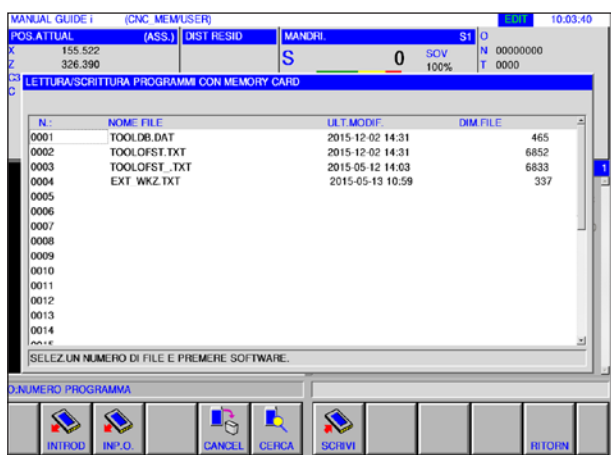 MANUAL GUIDE i (CNC_MEM/USER) EDIT 10:03:40
POS.ATTUAL (ASS.) DIST RESID MANDRI. S1 O
X 155.522 S 0 SOV N 00000000
Z 326.390 100% T 0000
C3 LETTURA/SCRITTURA PROGRAMMI CON MEMORY CARD
C
N.: NOME FILE ULT.MODIF. DIM.FILE
0001 TOOLDB.DAT 2015-12-02 14:31 465
0002 TOOLOFST.TXT 2015-12-02 14:31 6852
0003 TOOLOFST_.TXT 2015-05-12 14:03 6833
0004 EXT_WKZ.TXT 2015-05-13 10:59 337
0005
0006
0007
0008
0009
0010
0011
0012
0013
0014
0015
1
SELEZ.UN NUMERO DI FILE E PREMERE SOFTWARE.
O:NUMERO PROGRAMMA
INTROD INP.O. CANCEL CERCA SCRIVI RITORN